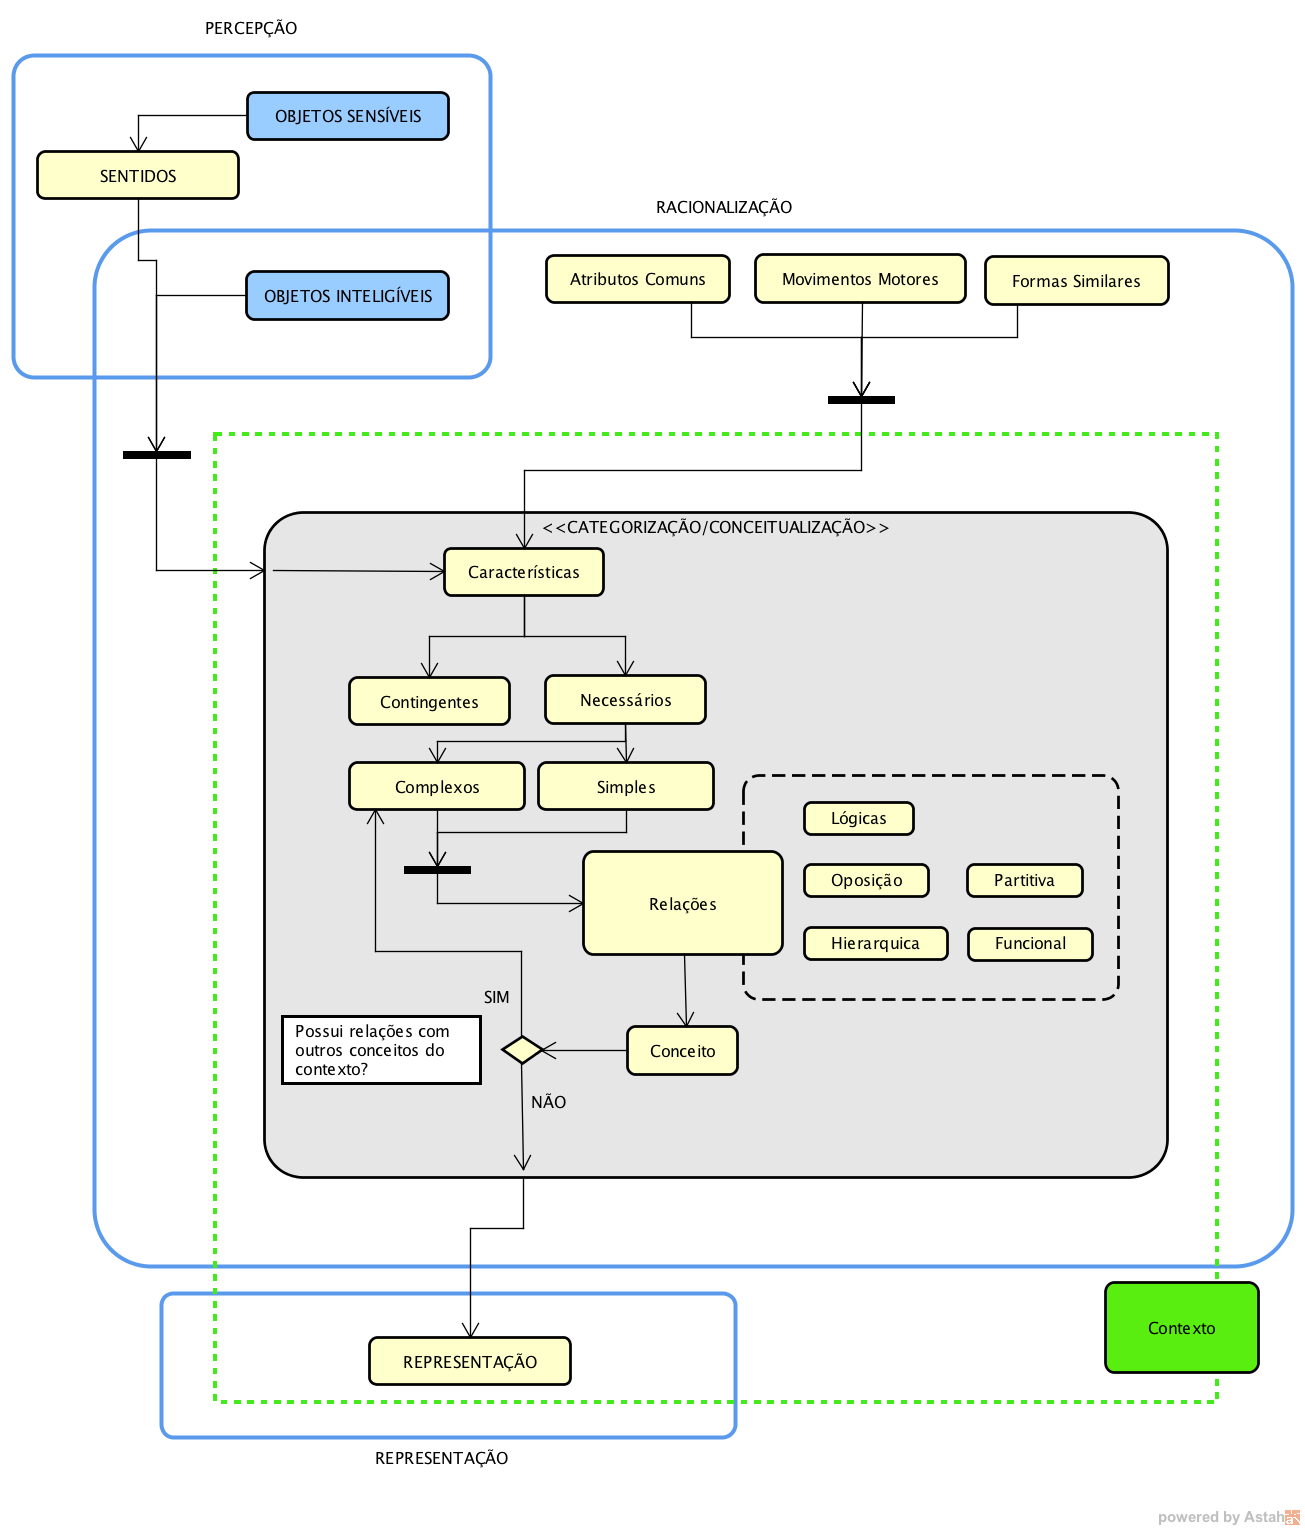 PERCEPÇÃO
OBJETOS SENSÍVEIS
SENTIDOS
RACIONALIZAÇÃO
OBJETOS INTELIGÍVEIS
Atributos Comuns
Movimentos Motores
Formas Similares
<<CATEGORIZAÇÃO/CONCEITUALIZAÇÃO>>
Características
Contingentes
Necessários
Complexos
Simples
Lógicas
Oposição
Partitiva
Relações
Hierarquica
Funcional
SIM
Possui relações com
outros conceitos do
contexto?
Conceito
NÃO
Contexto
REPRESENTAÇÃO
REPRESENTAÇÃO
powered by Astah